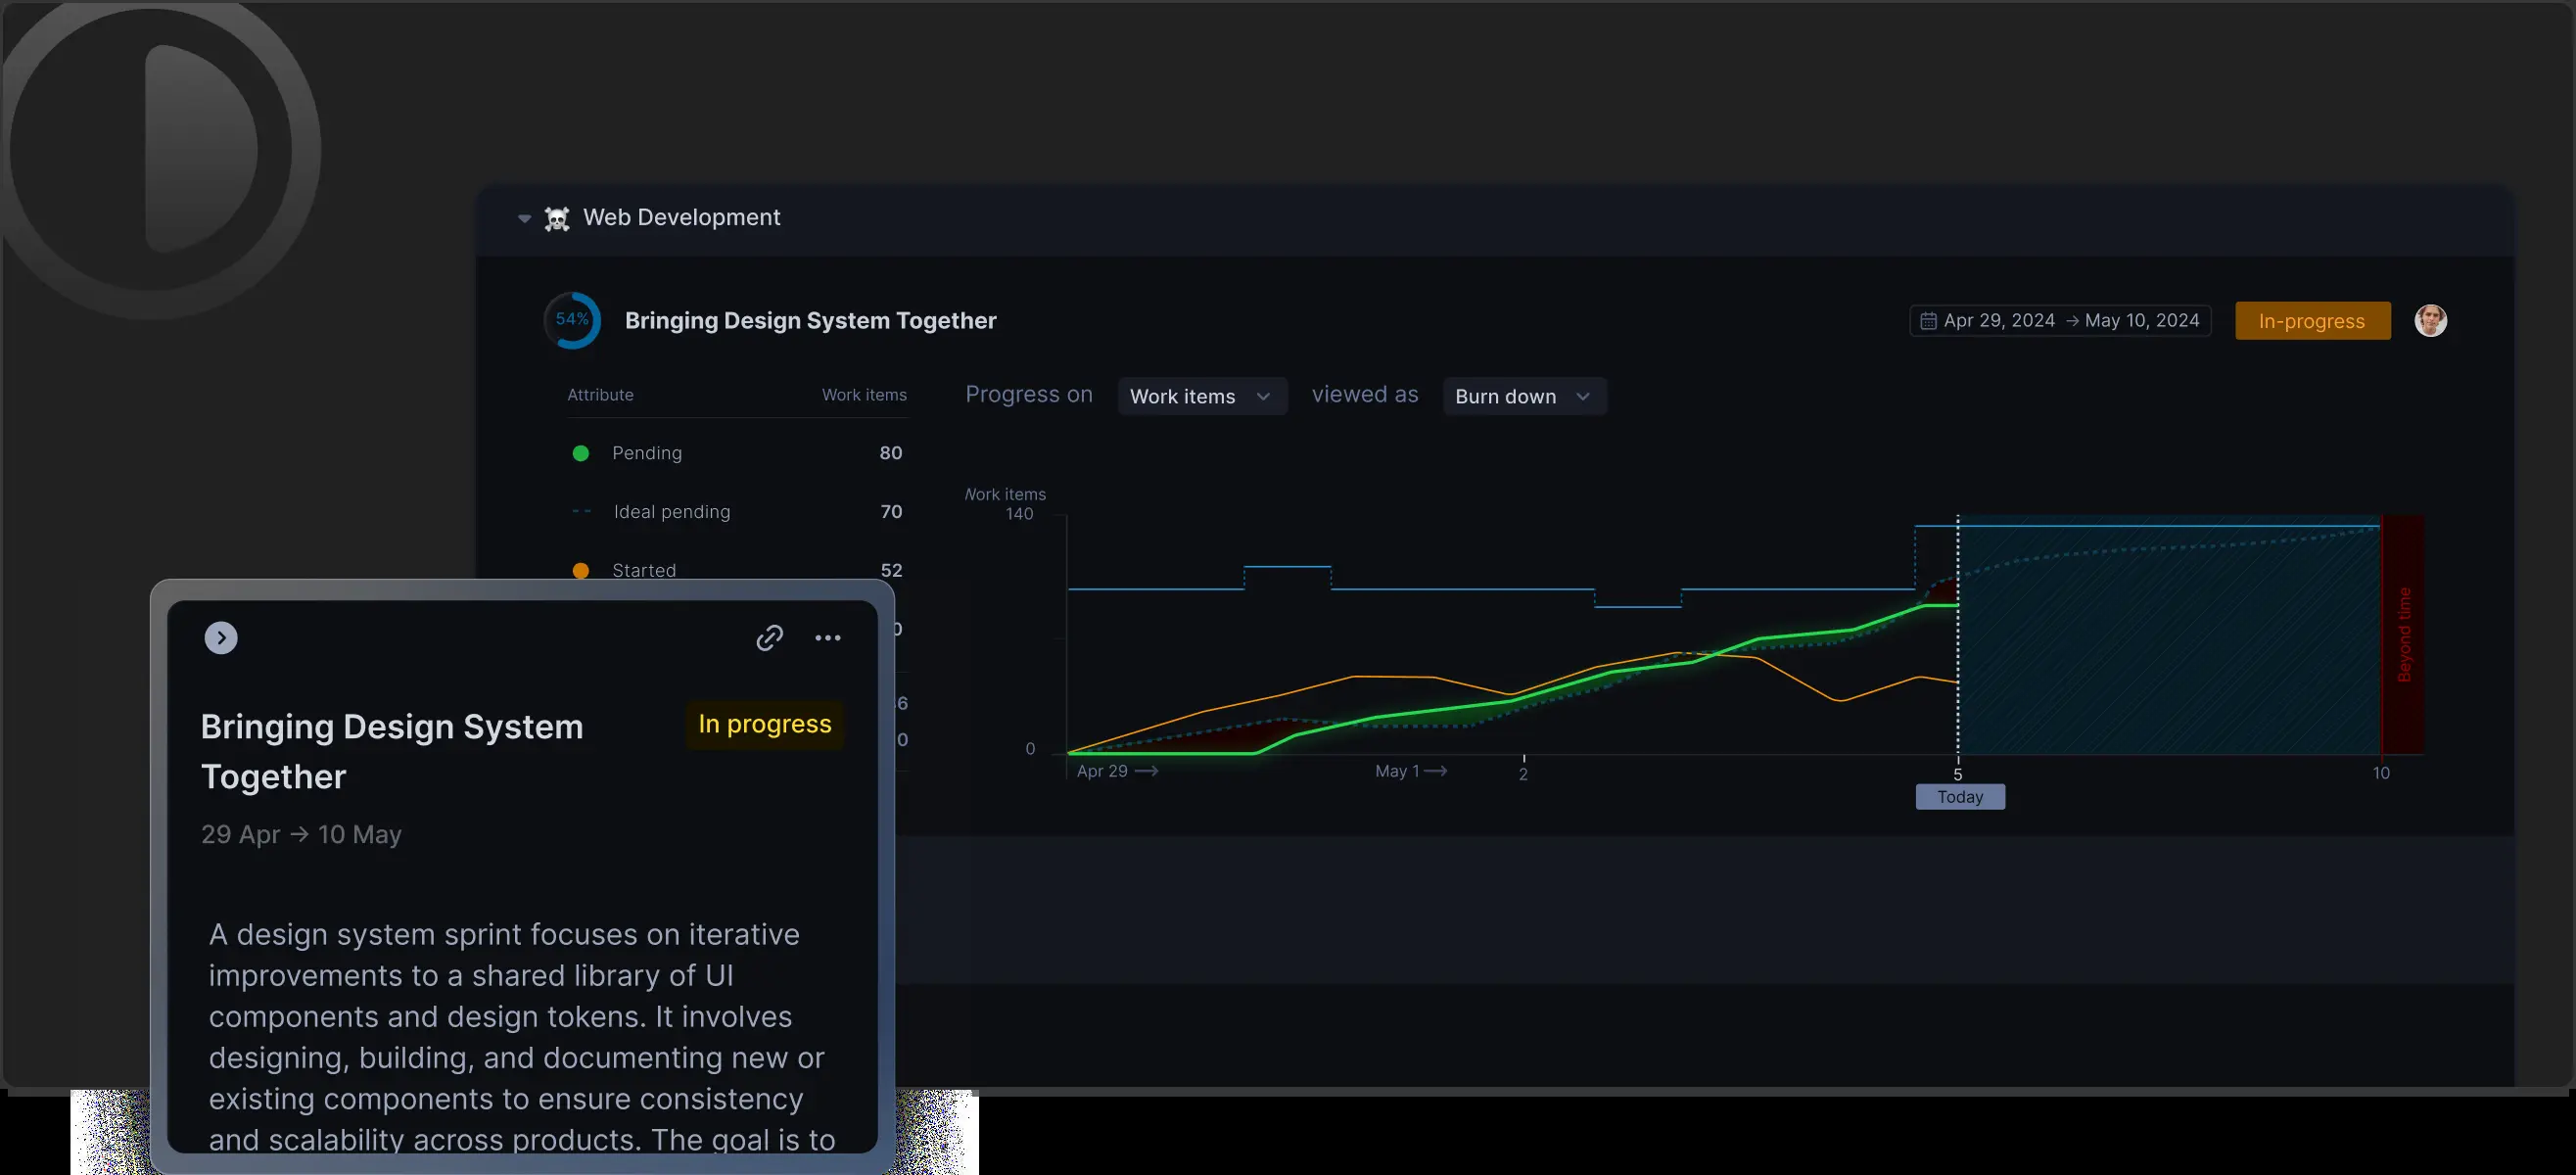 Web Development
54%
Bringing Design System Together
Apr 29, 2024 → May 10, 2024
In-progress
Attribute
Work items
Progress on
Work items
viewed as
Burn down
Pending
80
Ideal pending
70
Started
52
Work items
140
0
Beyond time
Apr 29 →
May 1 →
2
5
10
Today
Bringing Design System
Together
In progress
29 Apr → 10 May
A design system sprint focuses on iterative
improvements to a shared library of UI
components and design tokens. It involves
designing, building, and documenting new or
existing components to ensure consistency
and scalability across products. The goal is to